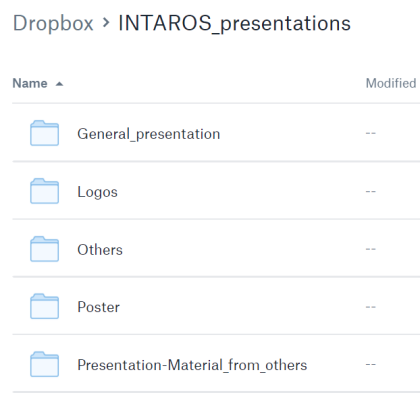 Dropbox > INTAROS_presentations
Name Modified
General_presentation --
Logos --
Others --
Poster --
Presentation-Material_from_others --